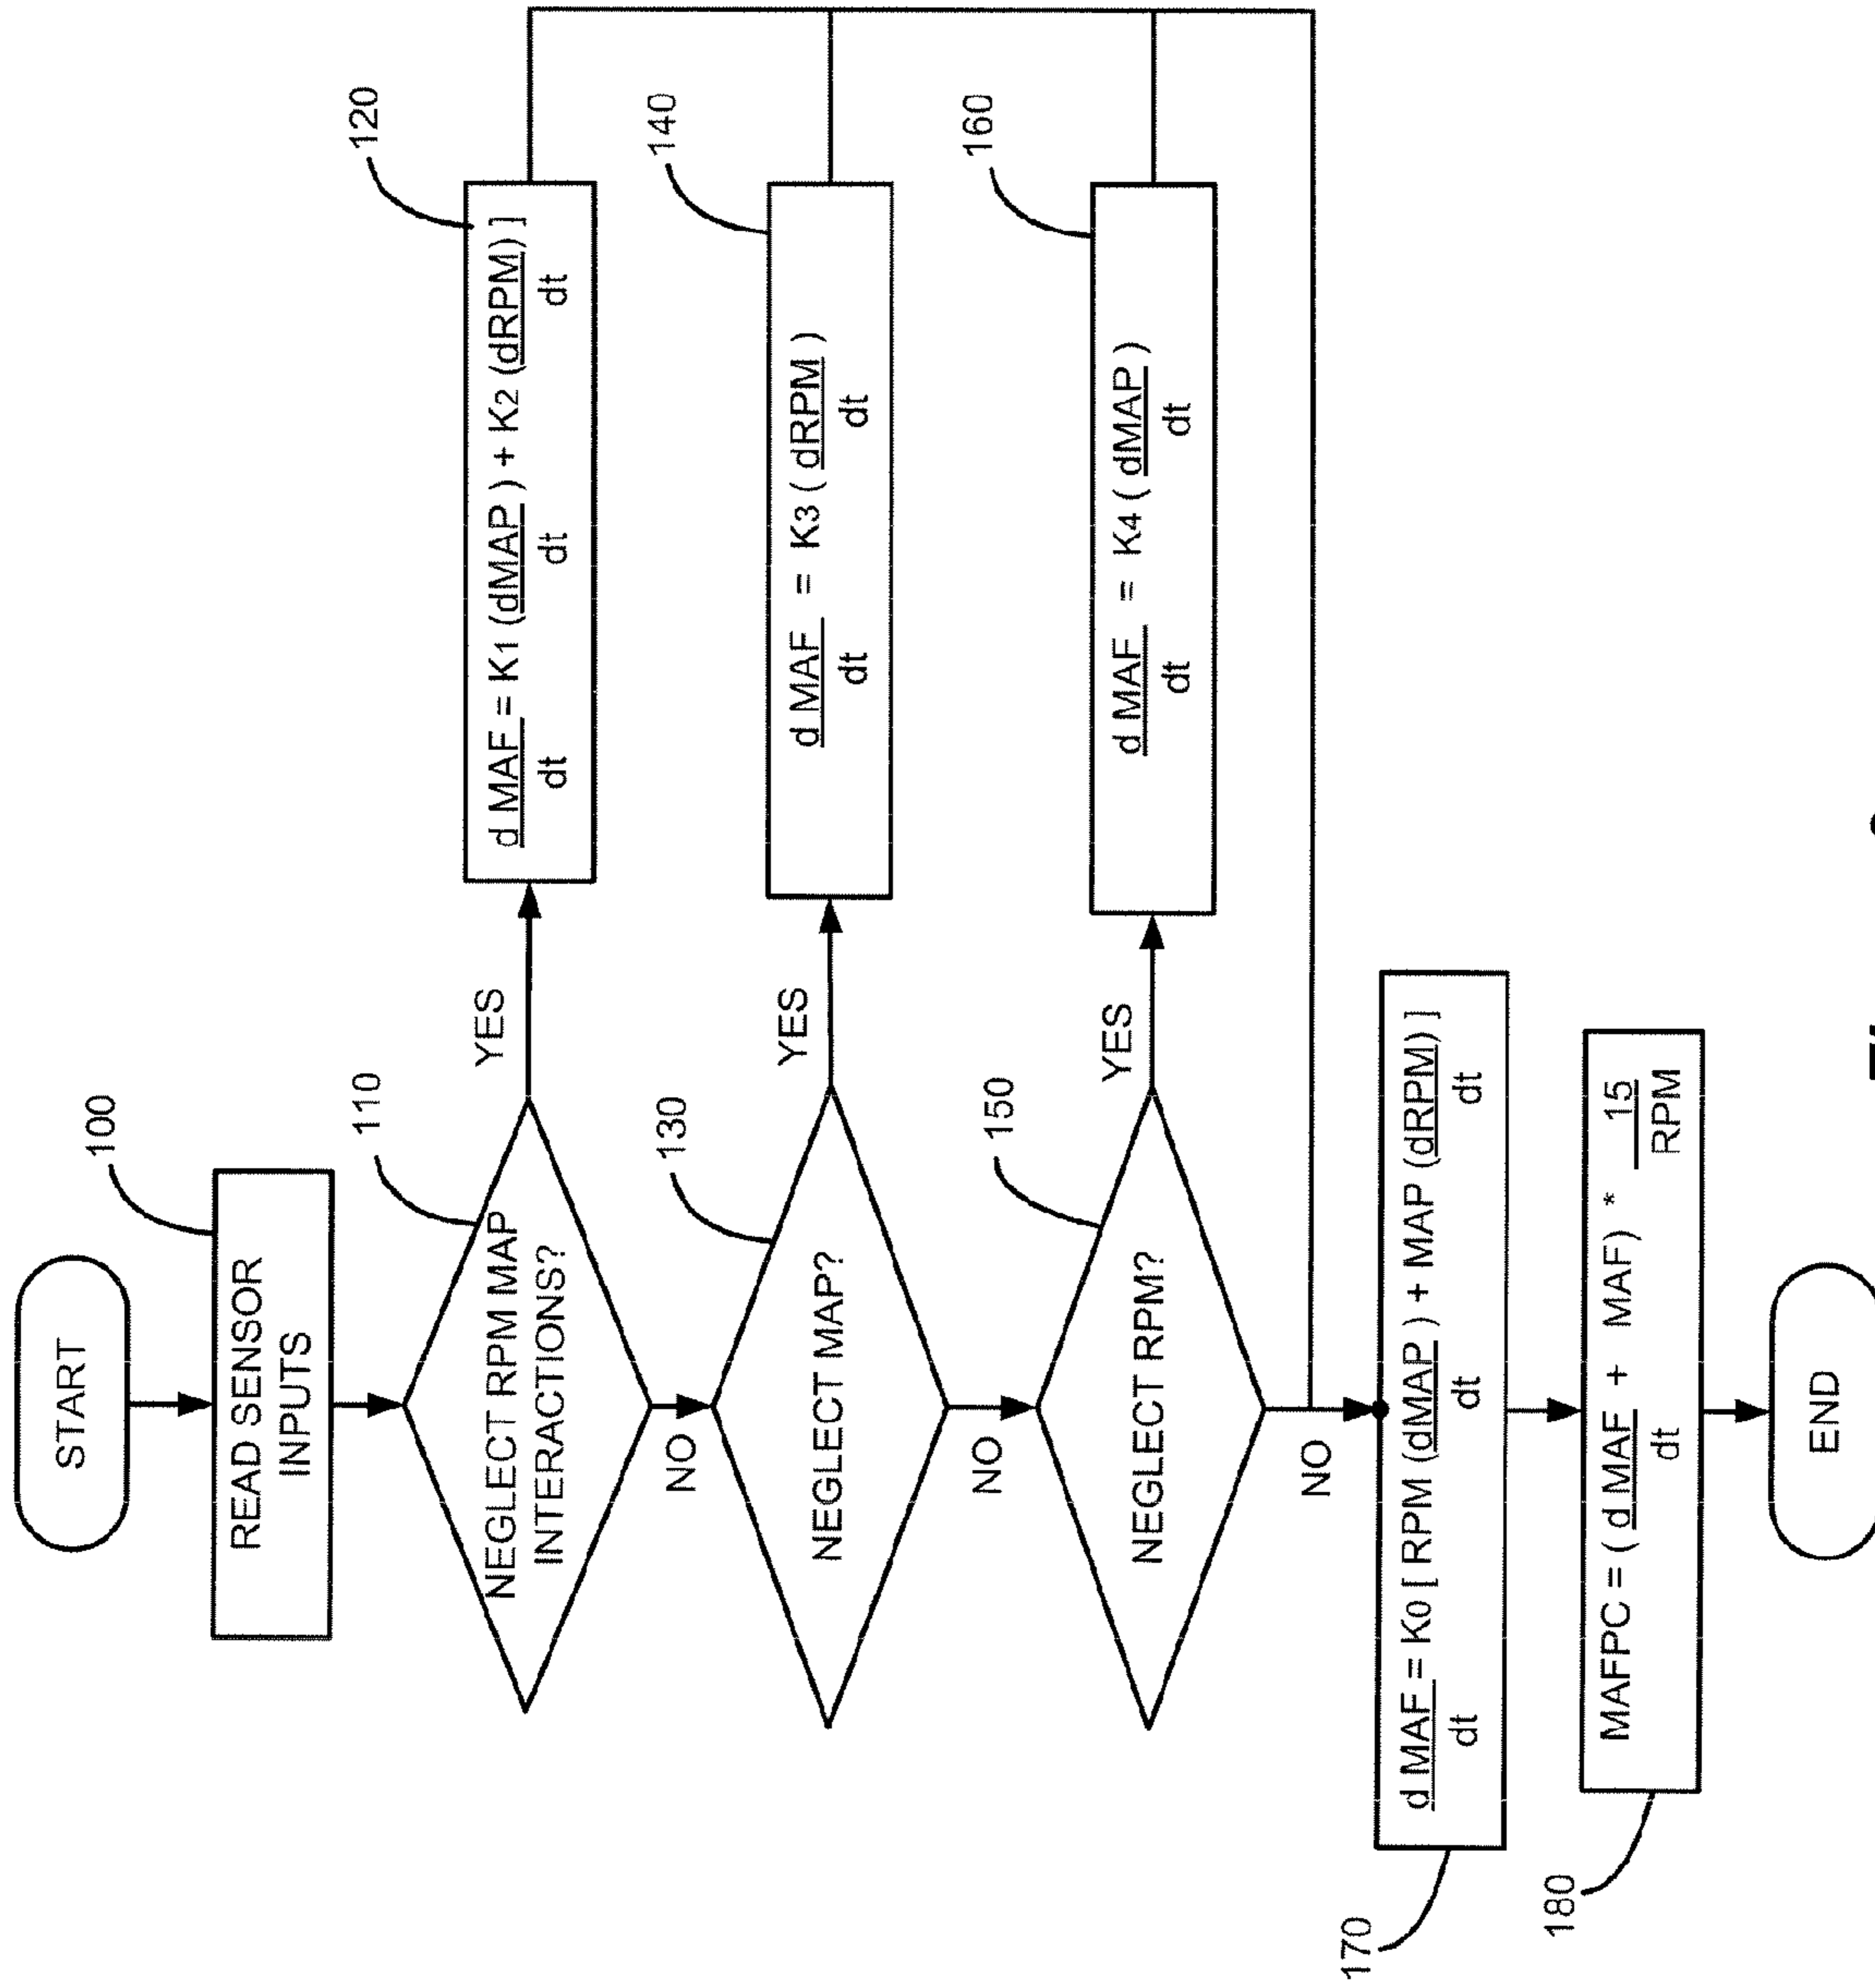 START
100
READ SENSOR
INPUTS
110
NEGLECT RPM MAP
INTERACTIONS?
YES
120
d MAF = K1 (dMAP) + K2 (dRPM) ]
dt dt dt
NO
130
NEGLECT MAP?
YES
140
d MAF = K3 ( dRPM )
dt dt
NO
150
NEGLECT RPM?
YES
160
d MAF = K4 ( dMAP )
dt dt
NO
170
d MAF = K0 [ RPM (dMAP ) + MAP (dRPM) ]
dt dt dt
180
MAFPC = ( d MAF + MAF) * 15
dt RPM
END